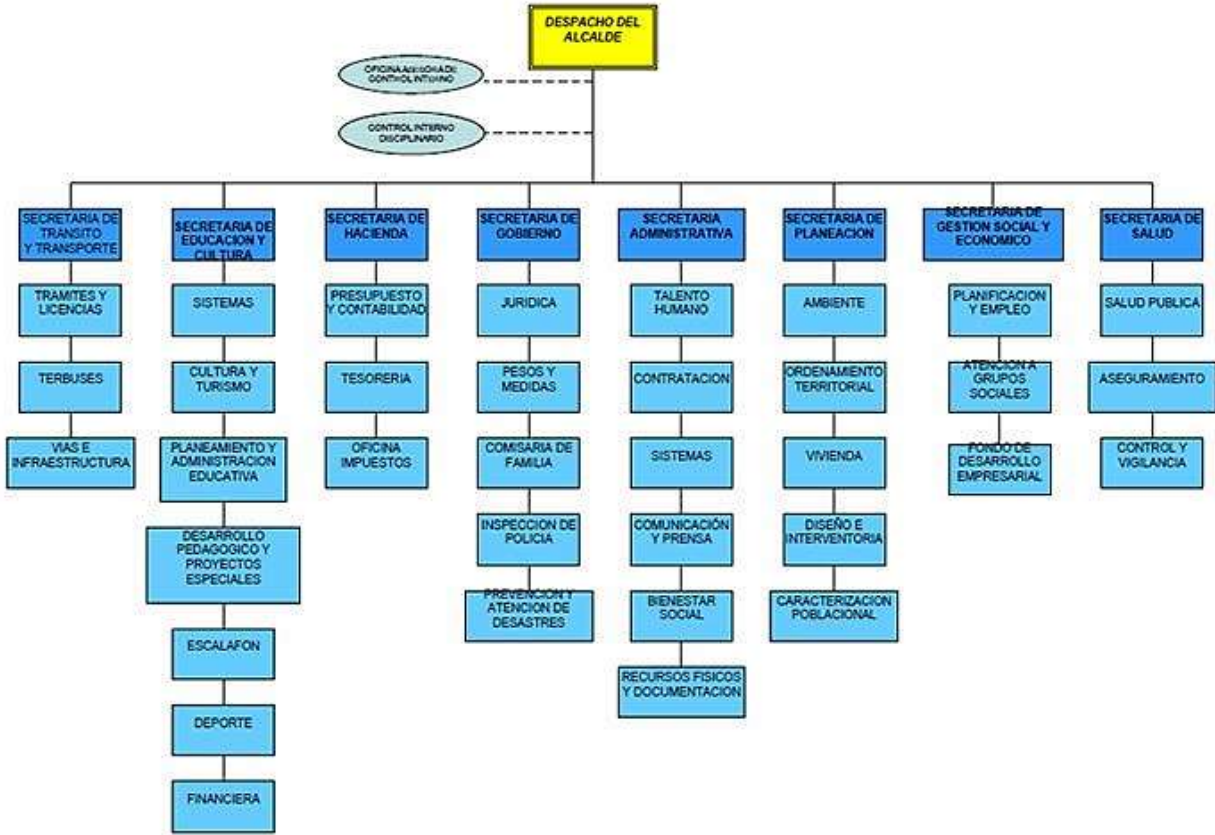 DESPACHO DEL
ALCALDE
OFICINA ASESORA DE
CONTROL INTERNO
CONTROL INTERNO
DISCIPLINARIO
SECRETARIA DE
TRANSITO
Y TRANSPORTE
SECRETARIA DE
EDUCACION Y
CULTURA
SECRETARIA DE
HACIENDA
SECRETARIA DE
GOBIERNO
SECRETARIA
ADMINISTRATIVA
SECRETARIA DE
PLANEACION
SECRETARIA DE
GESTION SOCIAL Y
ECONOMICO
SECRETARIA DE
SALUD
TRAMITES Y
LICENCIAS
SISTEMAS
PRESUPUESTO
Y CONTABILIDAD
JURIDICA
TALENTO
HUMANO
AMBIENTE
PLANIFICACION
Y EMPLEO
SALUD PUBLICA
TERBUSES
CULTURA Y
TURISMO
TESORERIA
PESOS Y
MEDIDAS
CONTRATACION
ORDENAMIENTO
TERRITORIAL
ATENCION A
GRUPOS
SOCIALES
ASEGURAMIENTO
VIAS E
INFRAESTRUCTURA
PLANEAMIENTO Y
ADMINISTRACION
EDUCATIVA
OFICINA
IMPUESTOS
COMISARIA DE
FAMILIA
SISTEMAS
VIVIENDA
FONDO DE
DESARROLLO
EMPRESARIAL
CONTROL Y
VIGILANCIA
DESARROLLO
PEDAGOGICO Y
PROYECTOS
ESPECIALES
INSPECCION DE
POLICIA
COMUNICACIÓN
Y PRENSA
DISEÑO E
INTERVENTORIA
ESCALAFON
PREVENCION Y
ATENCION DE
DESASTRES
BIENESTAR
SOCIAL
CARACTERIZACION
POBLACIONAL
DEPORTE
RECURSOS FISICOS
Y DOCUMENTACION
FINANCIERA